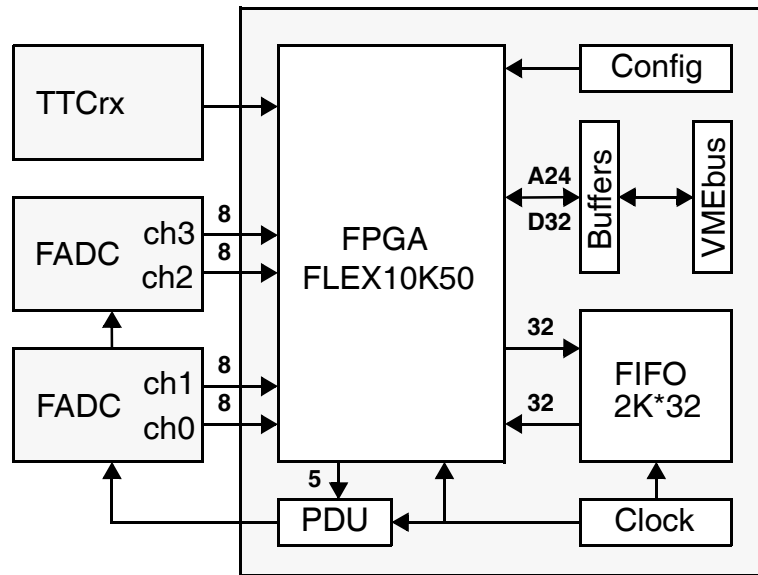 Config
TTCrx
A24
D32
Buffers
VMEbus
FADC
ch3
8
ch2
8
FPGA
FLEX10K50
FADC
ch1
8
ch0
8
32
32
FIFO
2K*32
5
PDU
Clock